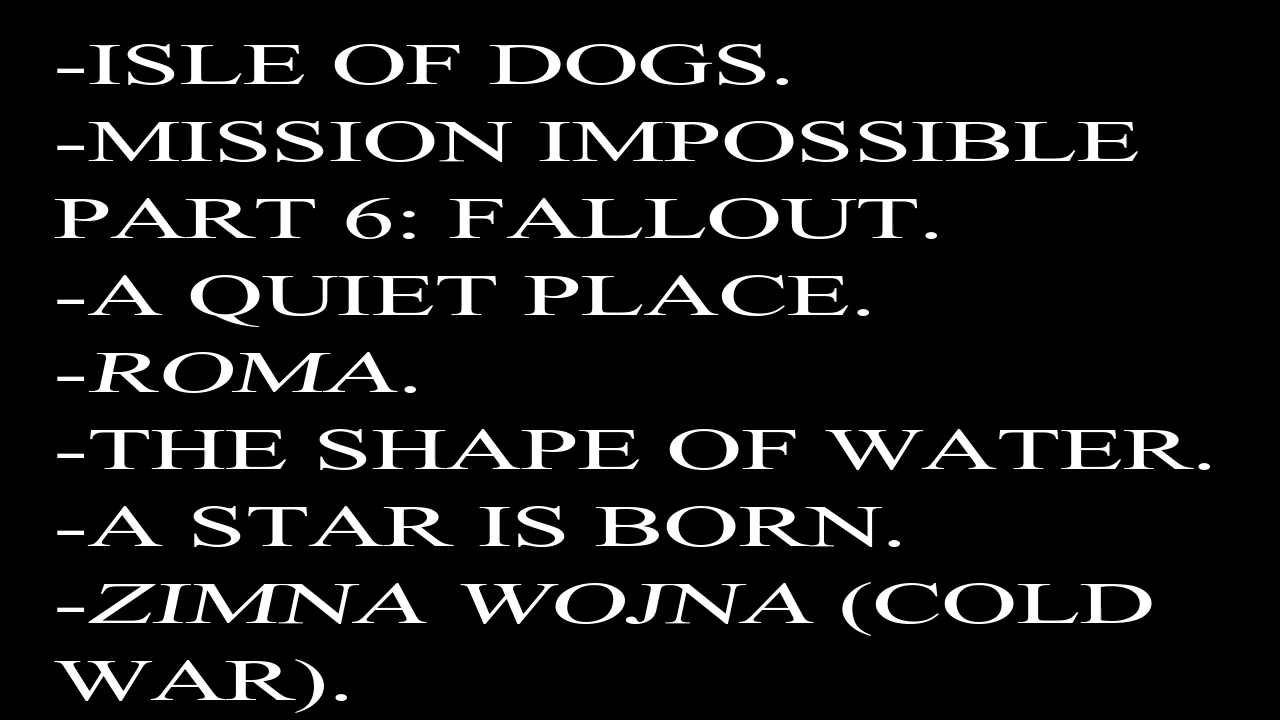 -ISLE OF DOGS.
-MISSION IMPOSSIBLE
PART 6: FALLOUT.
-A QUIET PLACE.
-ROMA.
-THE SHAPE OF WATER.
-A STAR IS BORN.
-ZIMNA WOJNA (COLD
WAR).